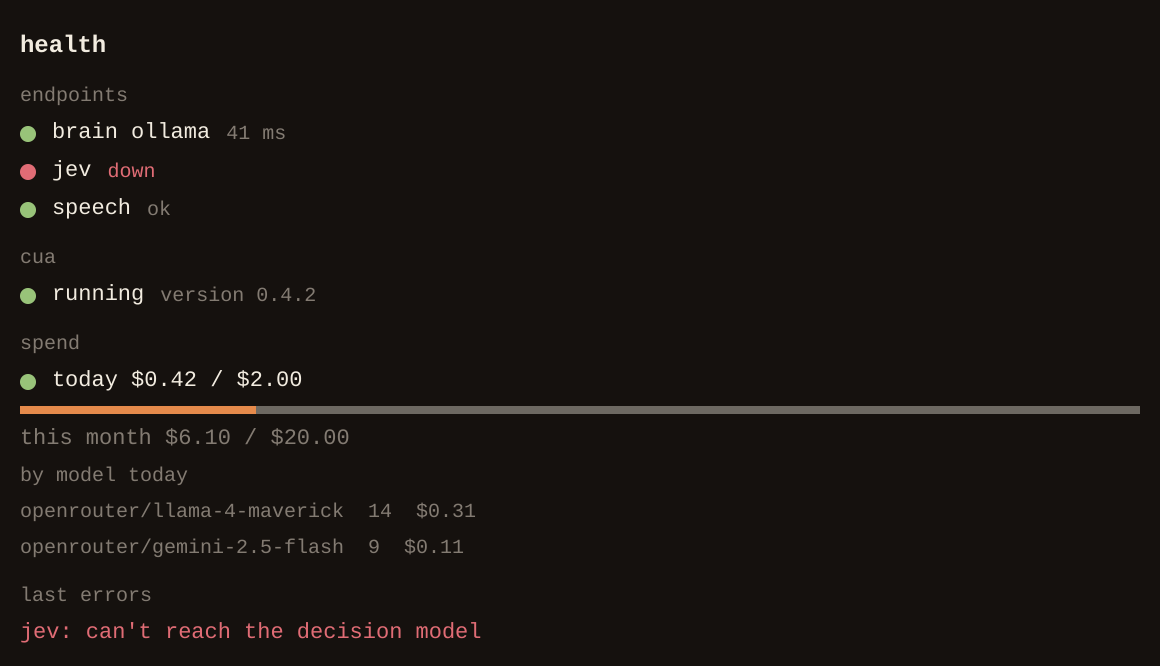 health
endpoints
brain ollama 41 ms
jev down
speech ok
cua
running version 0.4.2
spend
today $0.42 / $2.00
this month $6.10 / $20.00
by model today
openrouter/llama-4-maverick 14 $0.31
openrouter/gemini-2.5-flash 9 $0.11
last errors
jev: can't reach the decision model